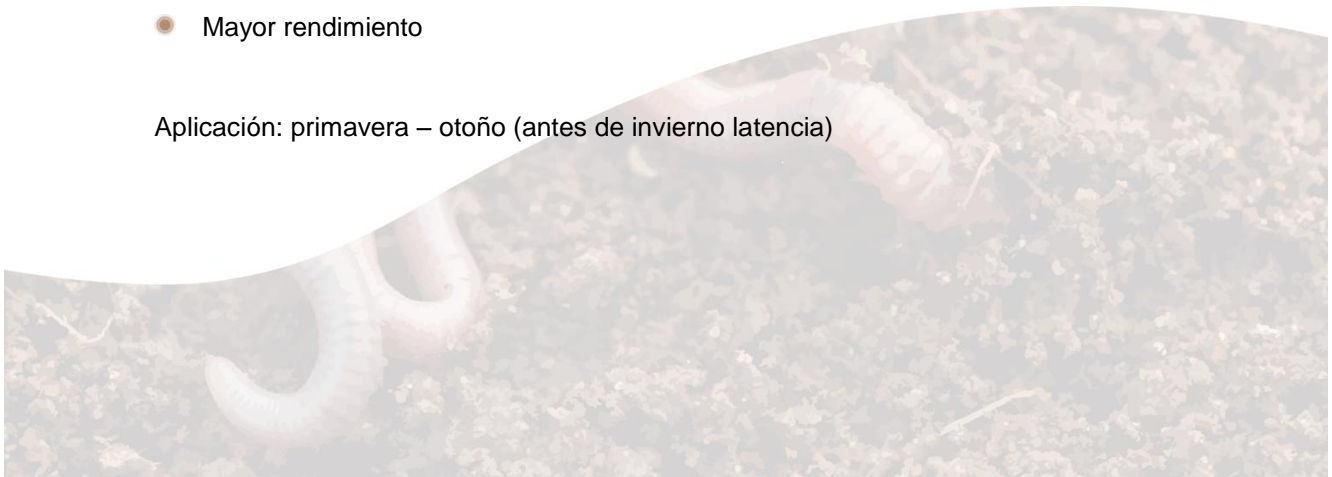 Mayor rendimiento
Aplicación: primavera – otoño (antes de invierno latencia)